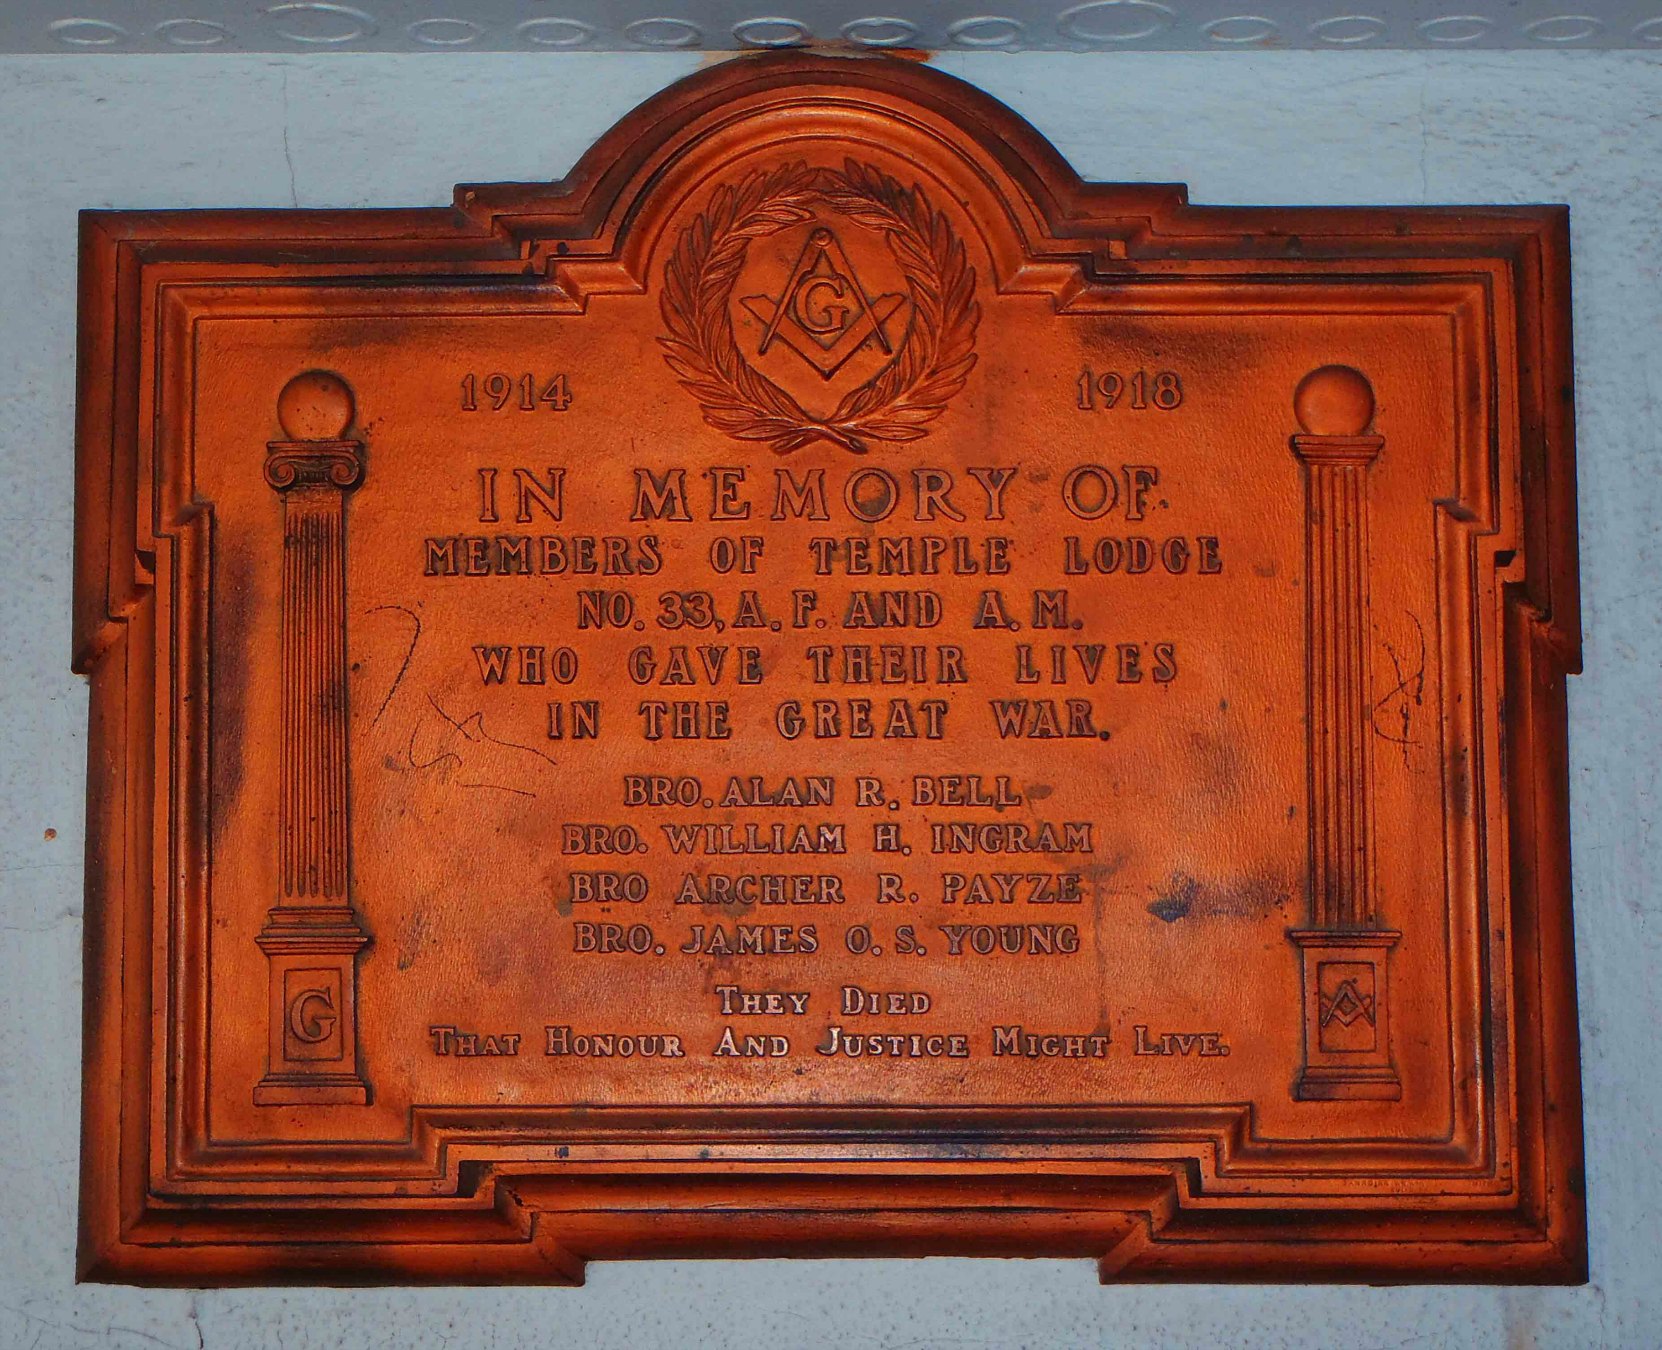 G
1914 1918
IN MEMORY OF
MEMBERS OF TEMPLE LODGE
NO. 33, A. F. AND A. M.
WHO GAVE THEIR LIVES
IN THE GREAT WAR.
BRO. ALAN R. BELL
BRO. WILLIAM H. INGRAM
BRO ARCHER R. PAYZE
BRO. JAMES O. S. YOUNG
THEY DIED
THAT HONOUR AND JUSTICE MIGHT LIVE.
G